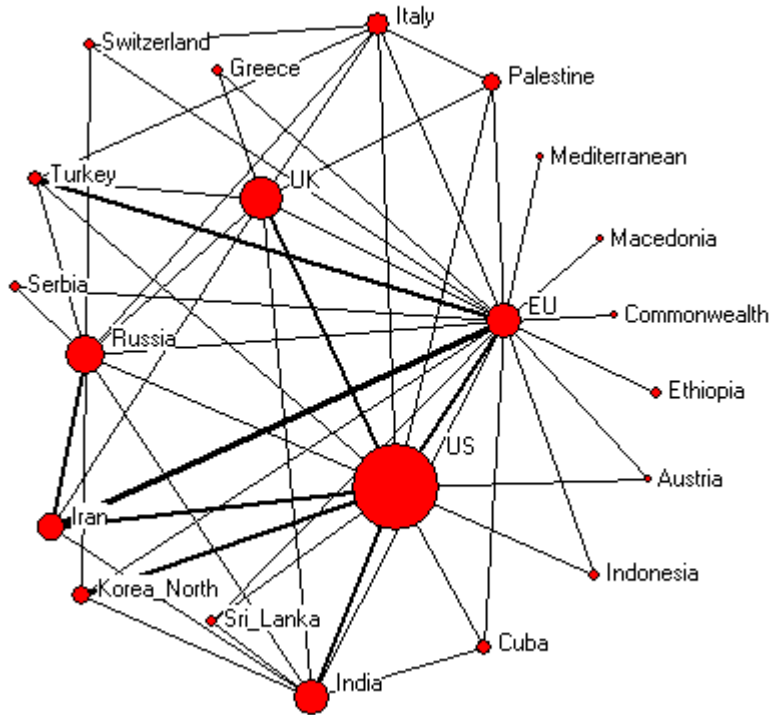 Italy
Switzerland
Greece
Palestine
Mediterranean
Turkey
UK
Macedonia
Serbia
EU
Commonwealth
Russia
Ethiopia
US
Austria
Iran
Indonesia
Korea_North
Sri_Lanka
Cuba
India